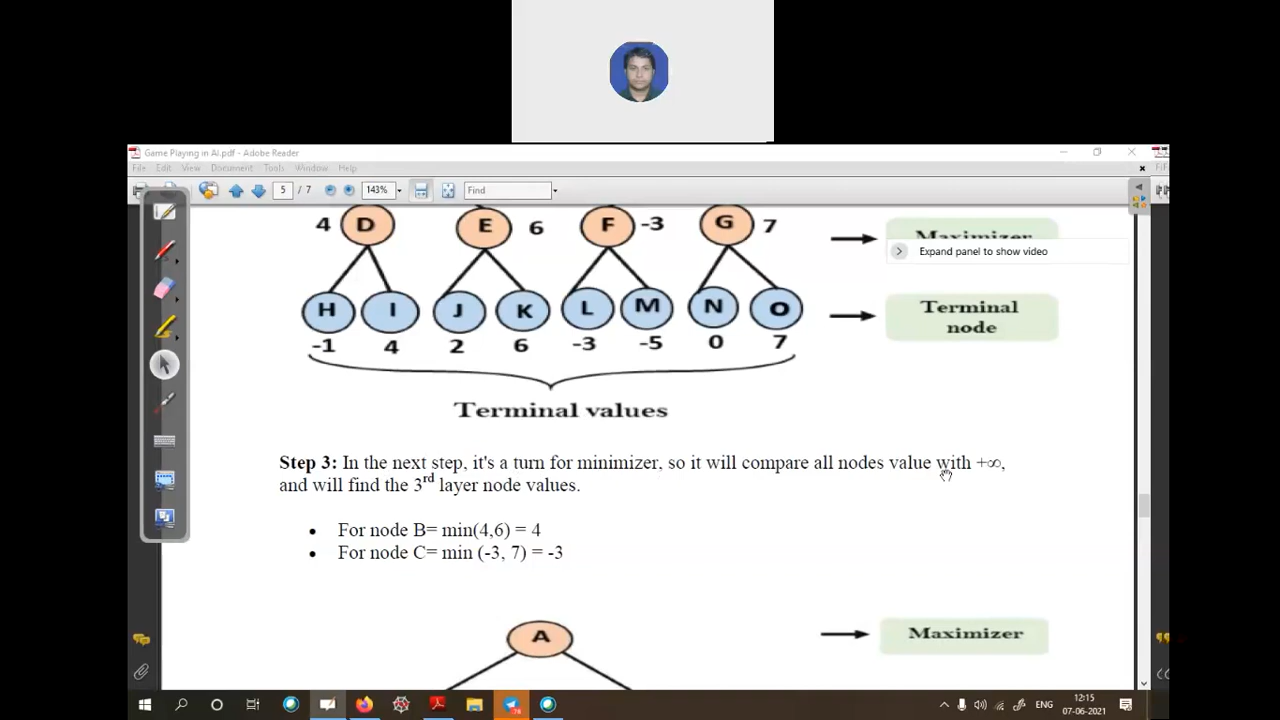 Game Playing in AI.pdf - Adobe Reader
File Edit View Document Tools Window Help
5 / 7 143% Find
4 D E 6 F -3 G 7 Maximizer
Expand panel to show video
H I J K L M N O Terminal
node
-1 4 2 6 -3 -5 0 7
Terminal values
Step 3: In the next step, it's a turn for minimizer, so it will compare all nodes value with +∞,
and will find the 3rd layer node values.
• For node B= min(4,6) = 4
• For node C= min (-3, 7) = -3
A Maximizer
ENG
12:15
07-06-2021